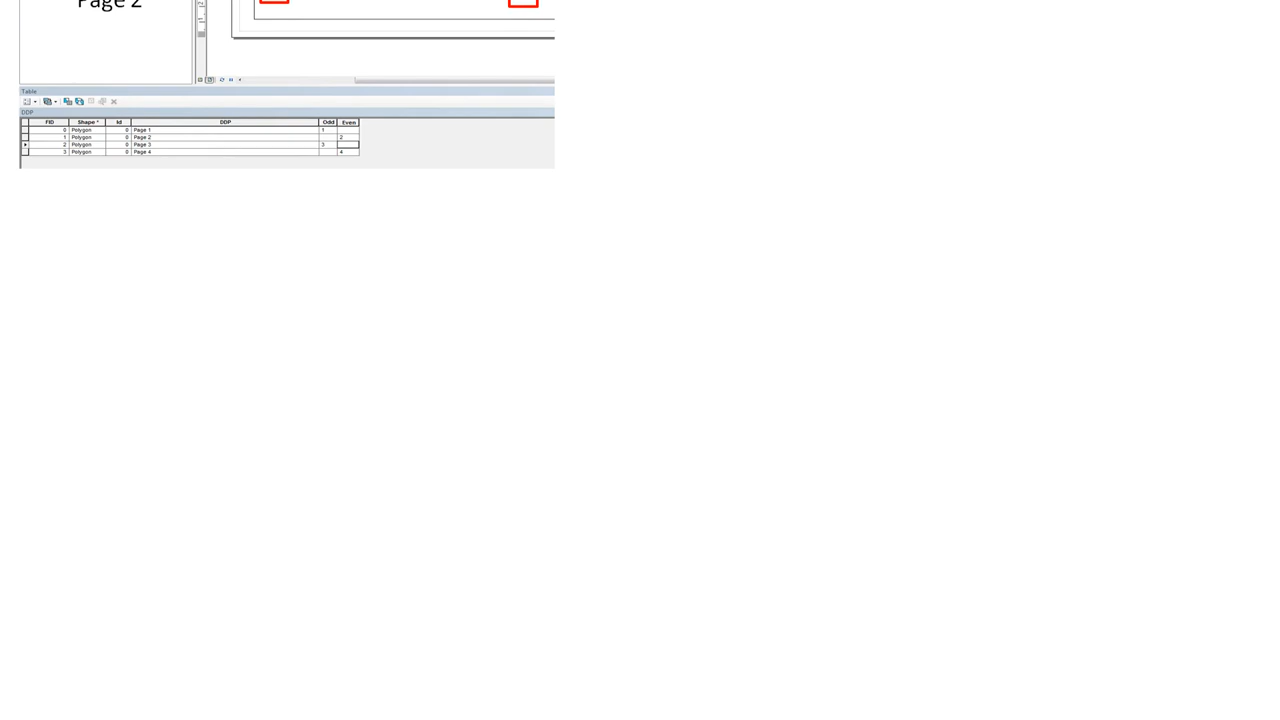 Page 2
Table
DDP
FID Shape * Id DDP Odd Even
0 Polygon 0 Page 1 1
1 Polygon 0 Page 2 2
2 Polygon 0 Page 3 3
3 Polygon 0 Page 4 4